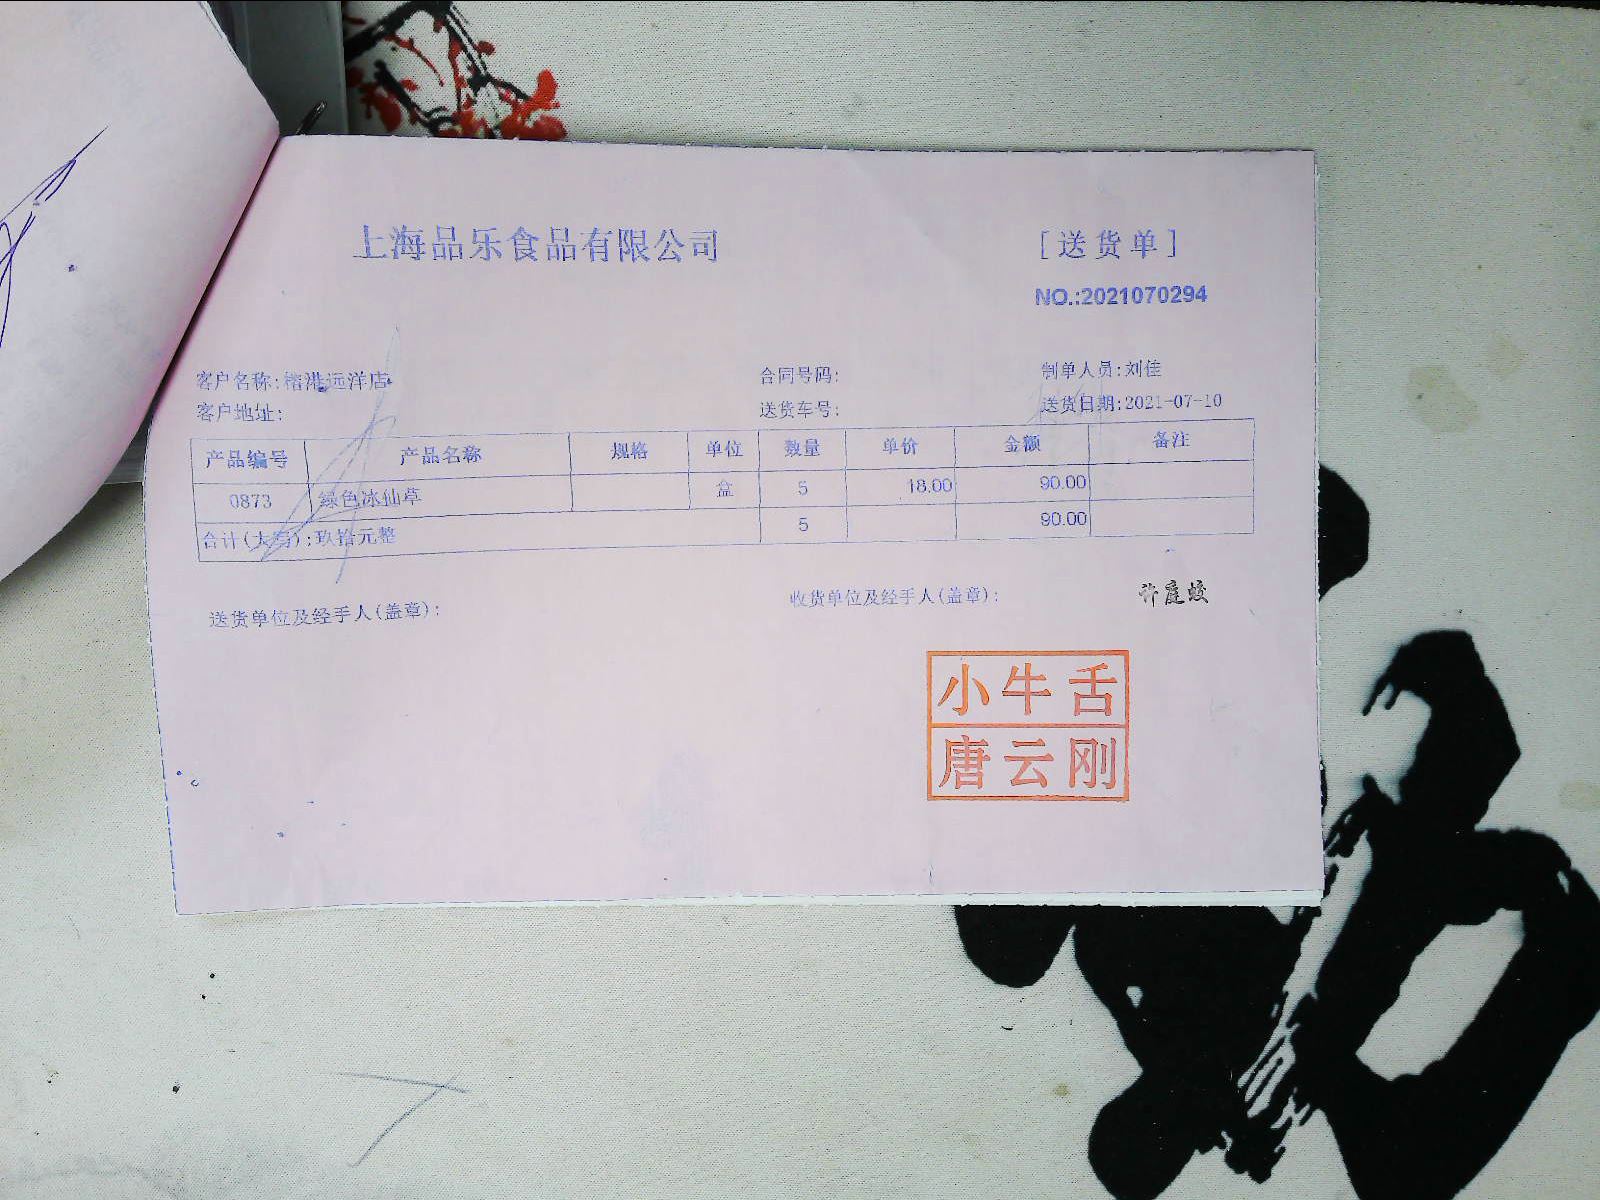 上海品乐食品有限公司
[送货单]
NO.:2021070294
客户名称:楮港远洋店
合同号码:
制单人员:刘佳
客户地址:
送货车号:
送货日期:2021-07-10
产品编号 产品名称 规格 单位 数量 单价 金额 备注
0873 绿色冰仙草 盒 5 18.00 90.00
合计(大写):玖拾元整 5 90.00
送货单位及经手人(盖章):
收货单位及经手人(盖章):
许庭蛟
小牛舌
唐云刚